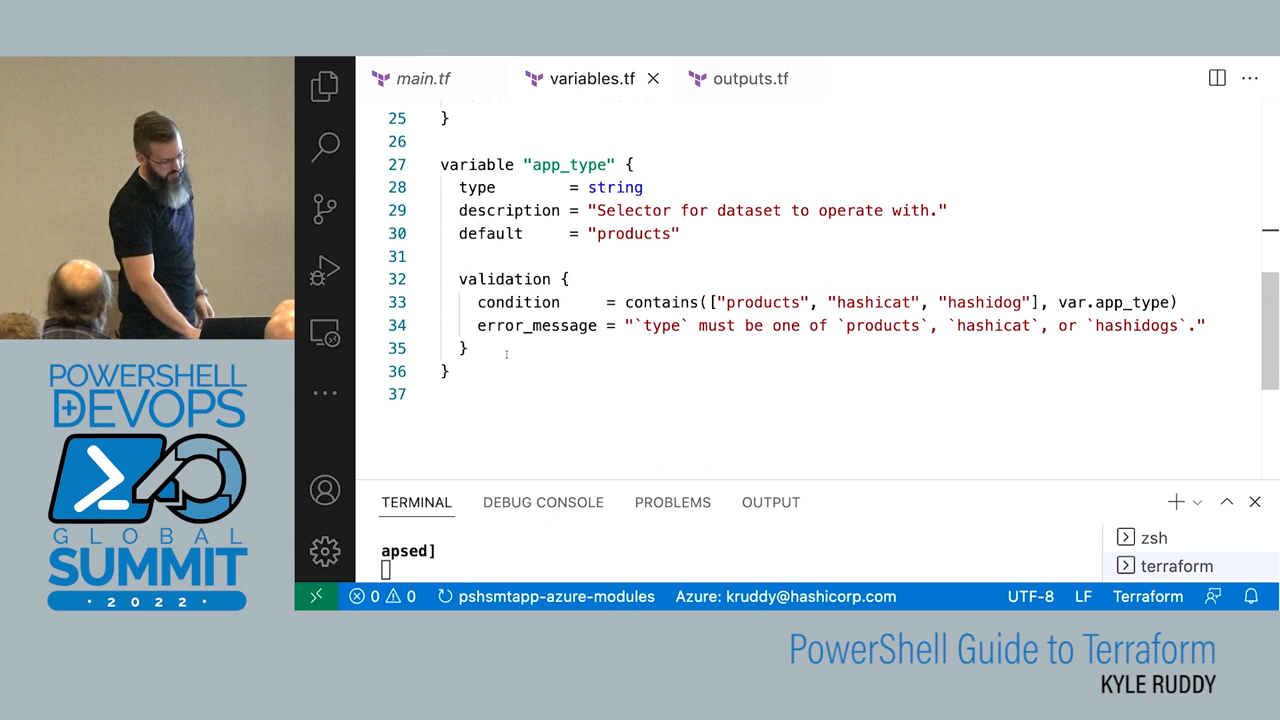 main.tf
variables.tf
outputs.tf
25 }
26
27 variable "app_type" {
28 type = string
29 description = "Selector for dataset to operate with."
30 default = "products"
31
32 validation {
33 condition = contains(["products", "hashicat", "hashidog"], var.app_type)
34 error_message = "`type` must be one of `products`, `hashicat`, or `hashidogs`."
35 }
36 }
37
TERMINAL DEBUG CONSOLE PROBLEMS OUTPUT
apsed]
zsh
terraform
0 0 pshsmtapp-azure-modules Azure: kruddy@hashicorp.com UTF-8 LF Terraform
POWERSHELL
DEVOPS
GLOBAL
SUMMIT
· 2022 ·
PowerShell Guide to Terraform
KYLE RUDDY